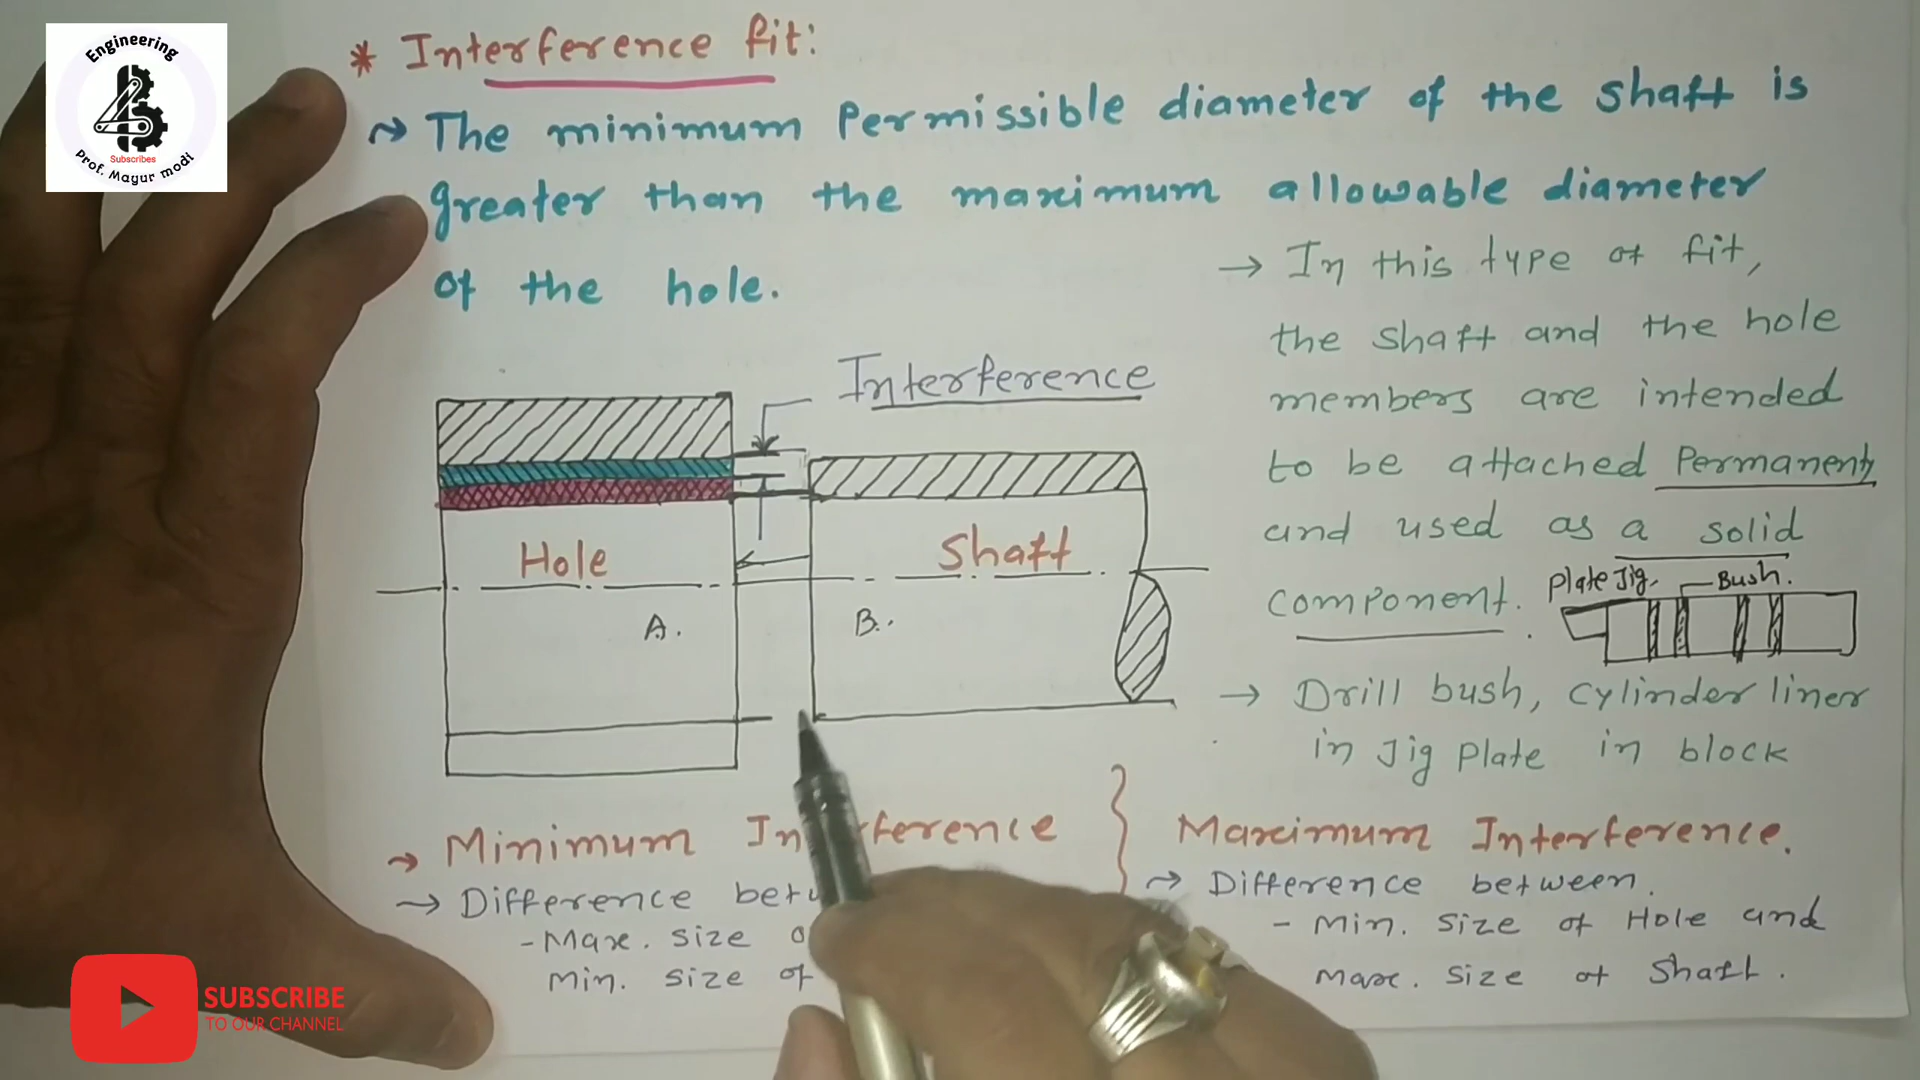 Engineering
Subscribes
Prof. Mayur modi
* Interference fit:
The minimum Permissible diameter of the shaft is
greater than the maximum allowable diameter
of the hole.
→ In this type of fit,
the shaft and the hole
members are intended
to be attached Permanently
and used as a solid
component.
Plate Jig. Bush.
Interference
Hole
Shaft
A.
B.
→ Drill bush, cylinder liner
in Jig Plate in block
→ Minimum In ference
→ Difference betw
- Max. size
Min. size of
Maximum Interference.
→ Difference between.
- Min. size of Hole and
Max. size of Shaft.
SUBSCRIBE
TO OUR CHANNEL